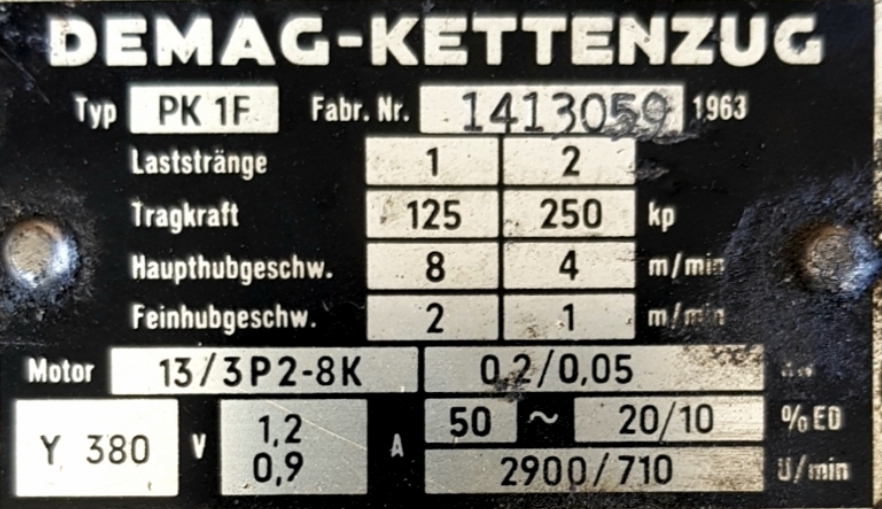 DEMAG-KETTENZUG
Typ PK 1F Fabr. Nr. 1413059 1963
Laststränge 1 2
Tragkraft 125 250 kp
Haupthubgeschw. 8 4 m/min
Feinhubgeschw. 2 1 m/min
Motor 13/3P2-8K 0,2/0,05
Y 380 V 1,2 0,9 A 50 ~ 20/10 %ED
2900/710 U/min